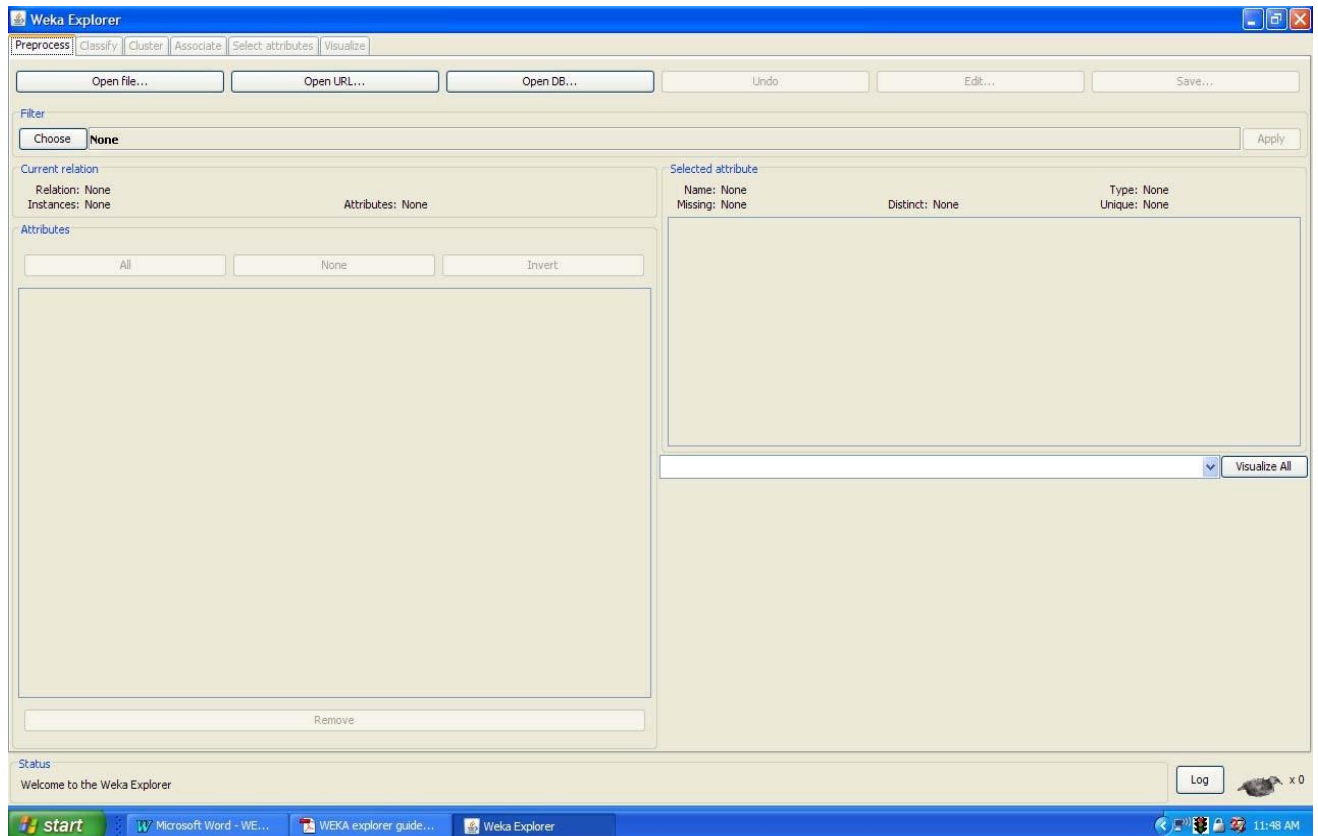 Weka Explorer
Preprocess Classify Cluster Associate Select attributes Visualize
Open file... Open URL... Open DB... Undo Edit... Save...
Filter
Choose None Apply
Current relation
Relation: None
Instances: None Attributes: None
Selected attribute
Name: None Type: None
Missing: None Distinct: None Unique: None
Attributes
All None Invert
Visualize All
Remove
Status
Welcome to the Weka Explorer
Log x 0
start Microsoft Word - WE... WEKA explorer guide... Weka Explorer 11:48 AM